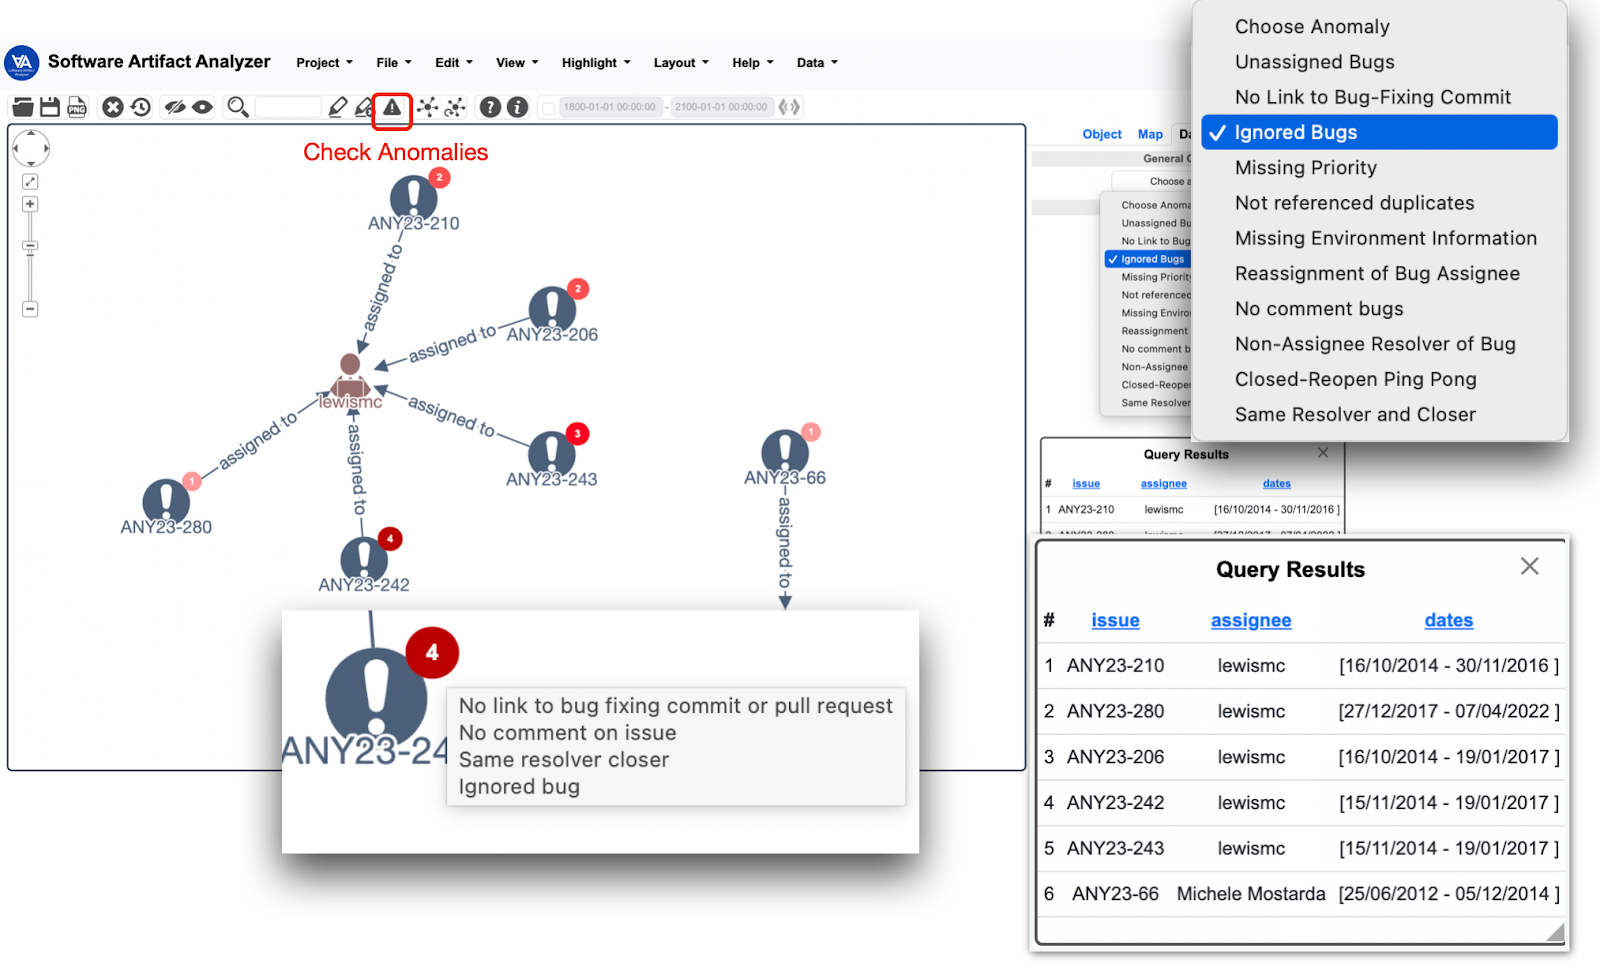 Software Artifact Analyzer
Project File Edit View Highlight Layout Help Data
PNG
1800-01-01 00:00:00 - 2100-01-01 00:00:00
Check Anomalies
2
ANY23-210
assigned to
2
ANY23-206
assigned to
lewismc
assigned to
3
ANY23-243
1
ANY23-66
assigned to
1
ANY23-280
assigned to
assigned to
4
ANY23-242
4
ANY23-24
No link to bug fixing commit or pull request
No comment on issue
Same resolver closer
Ignored bug
Object Map Da
General
Choose a
Choose Anoma
Unassigned Bu
No Link to Bug
Ignored Bugs
Missing Priority
Not referenced
Missing Enviro
Reassignment
No comment b
Non-Assignee
Closed-Reope
Same Resolver
Choose Anomaly
Unassigned Bugs
No Link to Bug-Fixing Commit
Ignored Bugs
Missing Priority
Not referenced duplicates
Missing Environment Information
Reassignment of Bug Assignee
No comment bugs
Non-Assignee Resolver of Bug
Closed-Reopen Ping Pong
Same Resolver and Closer
Query Results
# issue assignee dates
1 ANY23-210 lewismc [16/10/2014 - 30/11/2016 ]
Query Results
# issue assignee dates
1 ANY23-210 lewismc [16/10/2014 - 30/11/2016 ]
2 ANY23-280 lewismc [27/12/2017 - 07/04/2022 ]
3 ANY23-206 lewismc [16/10/2014 - 19/01/2017 ]
4 ANY23-242 lewismc [15/11/2014 - 19/01/2017 ]
5 ANY23-243 lewismc [15/11/2014 - 19/01/2017 ]
6 ANY23-66 Michele Mostarda [25/06/2012 - 05/12/2014 ]